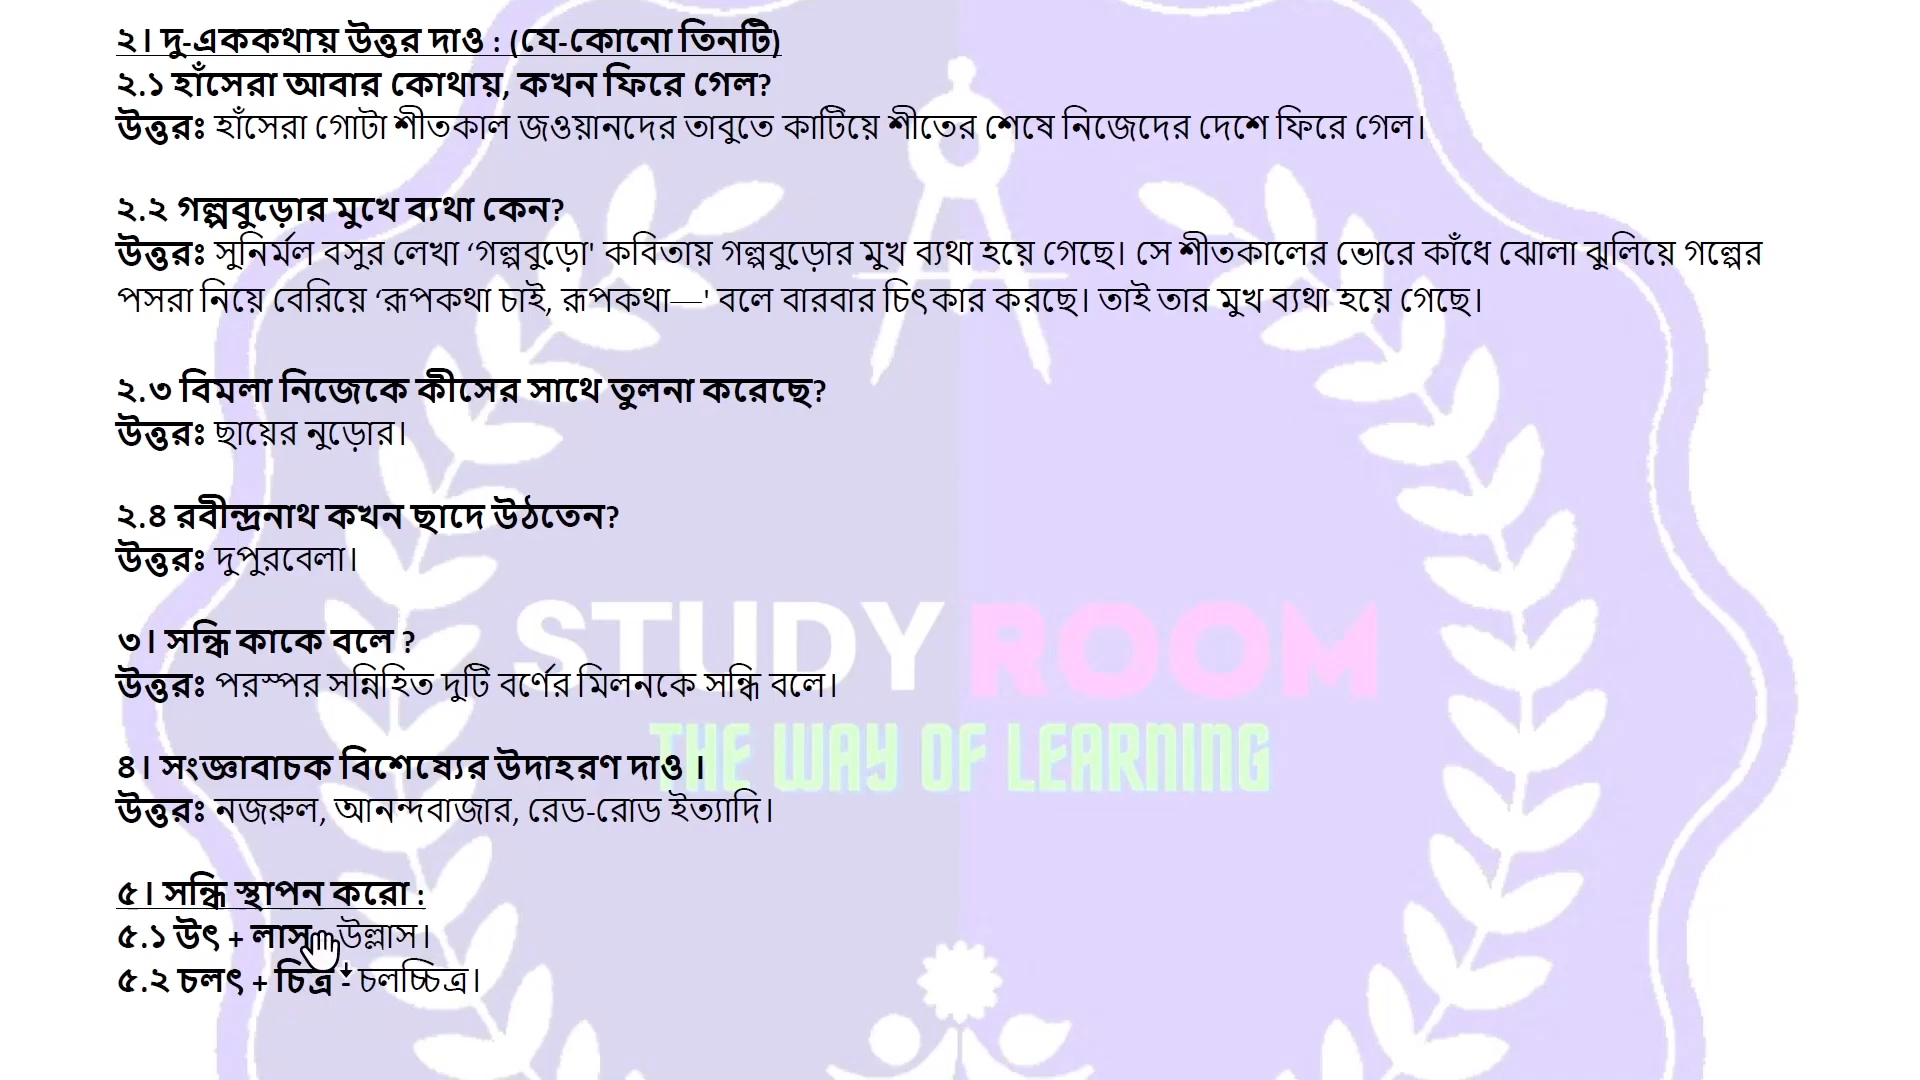 ২। দু-এককথায় উত্তর দাও : (যে-কোনো তিনটি)
২.১ হাঁসেরা আবার কোথায়, কখন ফিরে গেল?
উত্তরঃ হাঁসেরা গোটা শীতকাল জওয়ানদের তাবুতে কাটিয়ে শীতের শেষে নিজেদের দেশে ফিরে গেল।
২.২ গল্পবুড়োর মুখে ব্যথা কেন?
উত্তরঃ সুনির্মল বসুর লেখা ‘গল্পবুড়ো' কবিতায় গল্পবুড়োর মুখ ব্যথা হয়ে গেছে। সে শীতকালের ভোরে কাঁধে ঝোলা ঝুলিয়ে গল্পের
পসরা নিয়ে বেরিয়ে ‘রূপকথা চাই, রূপকথা—' বলে বারবার চিৎকার করছে। তাই তার মুখ ব্যথা হয়ে গেছে।
২.৩ বিমলা নিজেকে কীসের সাথে তুলনা করেছে?
উত্তরঃ ছায়ের নুড়োর।
২.৪ রবীন্দ্রনাথ কখন ছাদে উঠতেন?
উত্তরঃ দুপুরবেলা।
৩। সন্ধি কাকে বলে ?
উত্তরঃ পরস্পর সন্নিহিত দুটি বর্ণের মিলনকে সন্ধি বলে।
STUDY ROOM
THE WAY OF LEARNING
৪। সংজ্ঞাবাচক বিশেষ্যের উদাহরণ দাও ।
উত্তরঃ নজরুল, আনন্দবাজার, রেড-রোড ইত্যাদি।
৫। সন্ধি স্থাপন করো :
৫.১ উৎ + লাস উল্লাস।
৫.২ চলৎ + চিত্র - চলচ্চিত্র।